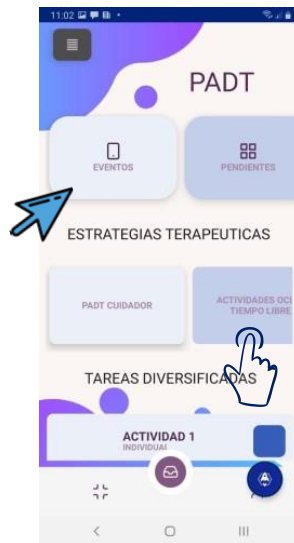 11:02
PADT
EVENTOS
PENDIENTES
ESTRATEGIAS TERAPEUTICAS
PADT CUIDADOR
ACTIVIDADES OCI
TIEMPO LIBRE
TAREAS DIVERSIFICADAS
ACTIVIDAD 1
INDIVIDUAL